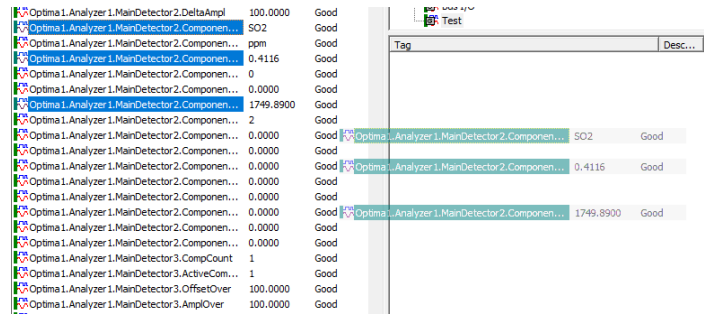 Optima1.Analyzer1.MainDetector2.DeltaAmpl 100.0000 Good
Optima1.Analyzer1.MainDetector2.Componen... SO2 Good
Optima1.Analyzer1.MainDetector2.Componen... ppm Good
Optima1.Analyzer1.MainDetector2.Componen... 0.4116 Good
Optima1.Analyzer1.MainDetector2.Componen... 0 Good
Optima1.Analyzer1.MainDetector2.Componen... 0.0000 Good
Optima1.Analyzer1.MainDetector2.Componen... 1749.8900 Good
Optima1.Analyzer1.MainDetector2.Componen... 2 Good
Optima1.Analyzer1.MainDetector2.Componen... 0.0000 Good
Optima1.Analyzer1.MainDetector2.Componen... 0.0000 Good
Optima1.Analyzer1.MainDetector2.Componen... 0.0000 Good
Optima1.Analyzer1.MainDetector2.Componen... 0.0000 Good
Optima1.Analyzer1.MainDetector2.Componen... 0.0000 Good
Optima1.Analyzer1.MainDetector2.Componen... 0.0000 Good
Optima1.Analyzer1.MainDetector2.Componen... 0.0000 Good
Optima1.Analyzer1.MainDetector2.Componen... 0.0000 Good
Optima1.Analyzer1.MainDetector3.CompCount 1 Good
Optima1.Analyzer1.MainDetector3.ActiveCom... 1 Good
Optima1.Analyzer1.MainDetector3.OffsetOver 100.0000 Good
Optima1.Analyzer1.MainDetector3.AmplOver 100.0000 Good
Test
Tag Desc...
Optima1.Analyzer1.MainDetector2.Componen... SO2 Good
Optima1.Analyzer1.MainDetector2.Componen... 0.4116 Good
Optima1.Analyzer1.MainDetector2.Componen... 1749.8900 Good